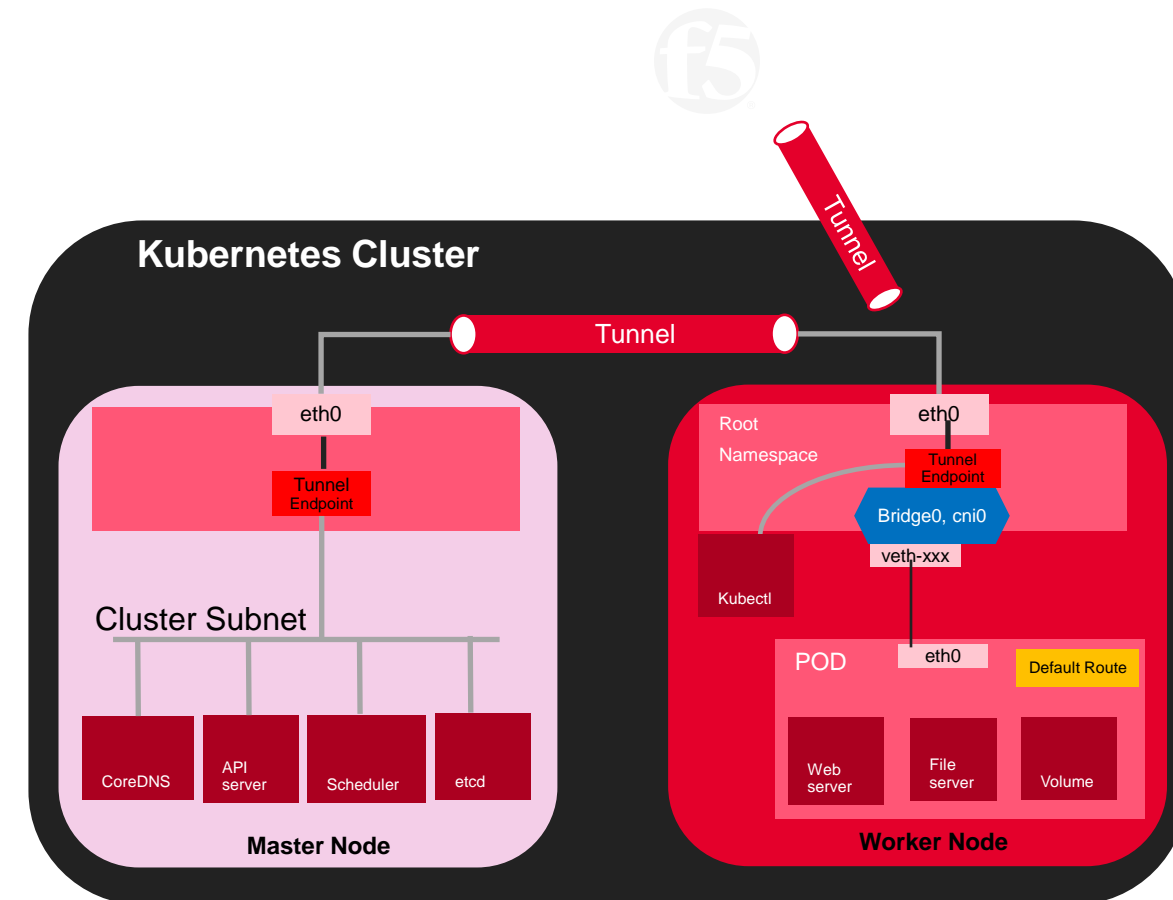 f5
Tunnel
Kubernetes Cluster
Tunnel
eth0
Tunnel
Endpoint
Cluster Subnet
CoreDNS
API
server
Scheduler
etcd
Master Node
eth0
Root
Namespace
Tunnel
Endpoint
Bridge0, cni0
veth-xxx
Kubectl
POD
eth0
Default Route
Web
server
File
server
Volume
Worker Node